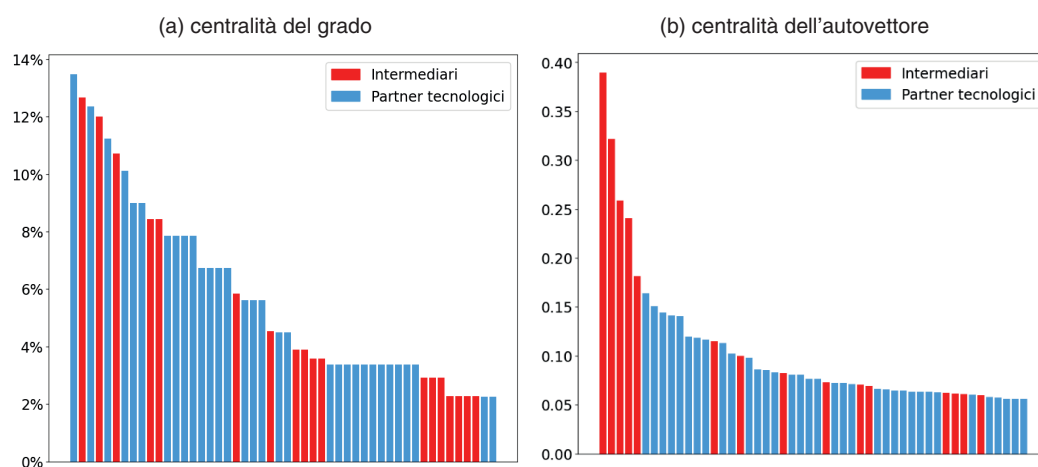 (a) centralità del grado
14%
12%
10%
8%
6%
4%
2%
0%
Intermediari
Partner tecnologici
(b) centralità dell’autovettore
0.40
0.35
0.30
0.25
0.20
0.15
0.10
0.05
0.00
Intermediari
Partner tecnologici